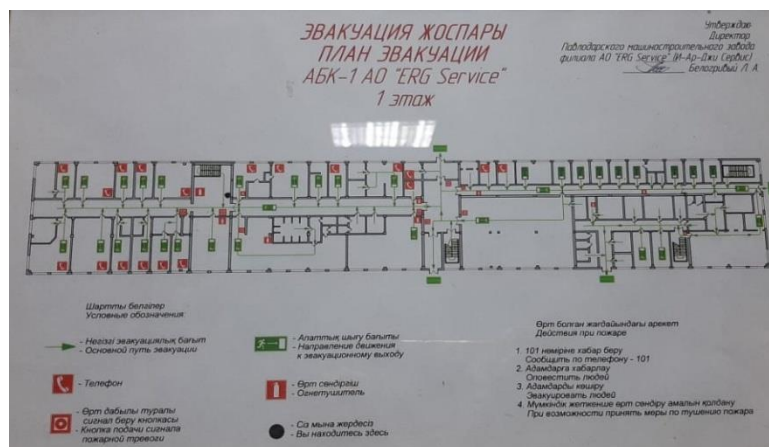 ЭВАКУАЦИЯ ЖОСПАРЫ
ПЛАН ЭВАКУАЦИИ
АБК-1 АО "ERG Service"
1 этаж
Утверждаю
Директор
Павлодарского машиностроительного завода
филиала АО "ERG Service" (И-Ар-Джи Сервис)
Белогривый Л. А.
Шартты белгілер
Условные обозначения:
- Негізгі эвакуациялық бағыт
- Основной путь эвакуации
- Телефон
- Өрт дабылы туралы
сигнал беру кнопкасы
- Кнопка подачи сигнала
пожарной тревоги
- Апаттық шығу бағыты
- Направление движения
к эвакуационному выходу
- Өрт сөндіргіш
- Огнетушитель
- Сіз мына жердесіз
- Вы находитесь здесь
Өрт болған жағдайындағы әрекет
Действия при пожаре
1. 101 нөміріне хабар беру
Сообщить по телефону - 101
2. Адамдарға хабарлау
Оповестить людей
3. Адамдарды көшіру
Эвакуировать людей
4. Мүмкіндік жеткенше өрт сөндіру амалын қолдану
При возможности принять меры по тушению пожара